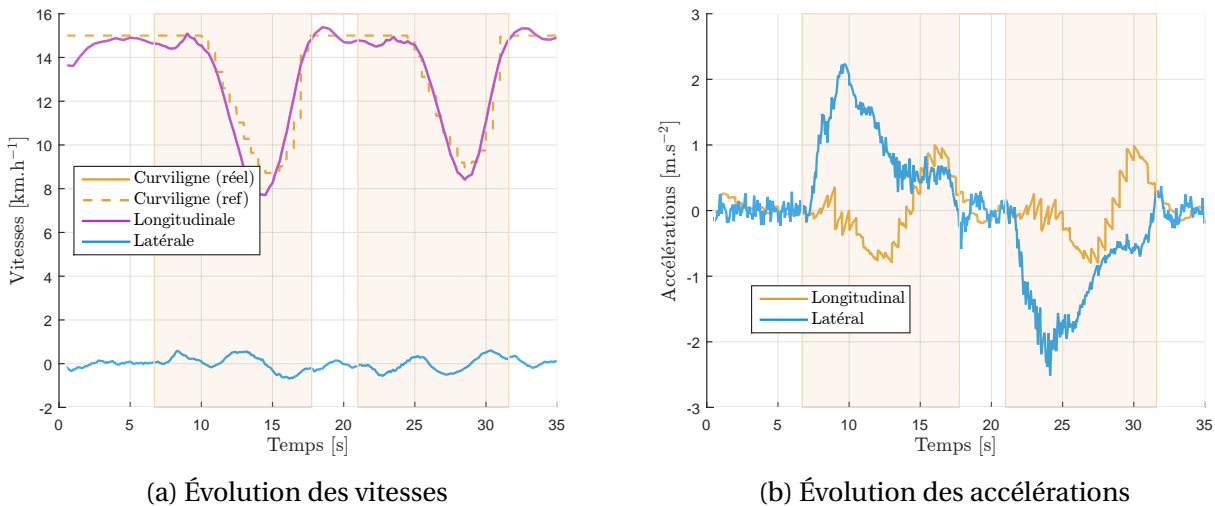 16
14
12
10
8
6
4
2
0
-2
Vitesses [km.h⁻¹]
Curviligne (réel)
Curviligne (ref)
Longitudinale
Latérale
0 5 10 15 20 25 30 35
Temps [s]
(a) Évolution des vitesses
3
2
1
0
-1
-2
-3
Accélérations [m.s⁻²]
Longitudinal
Latéral
0 5 10 15 20 25 30 35
Temps [s]
(b) Évolution des accélérations